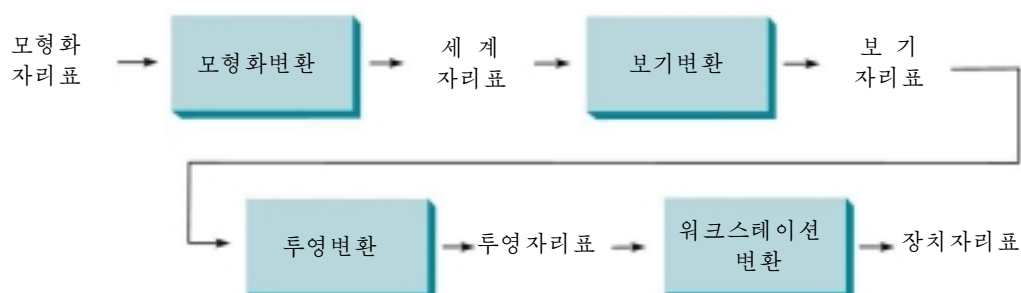 모형화
자리표
모형화변환
세 계
자리표
보기변환
보 기
자리표
투영변환
투영자리표
워크스테이션
변환
장치자리표